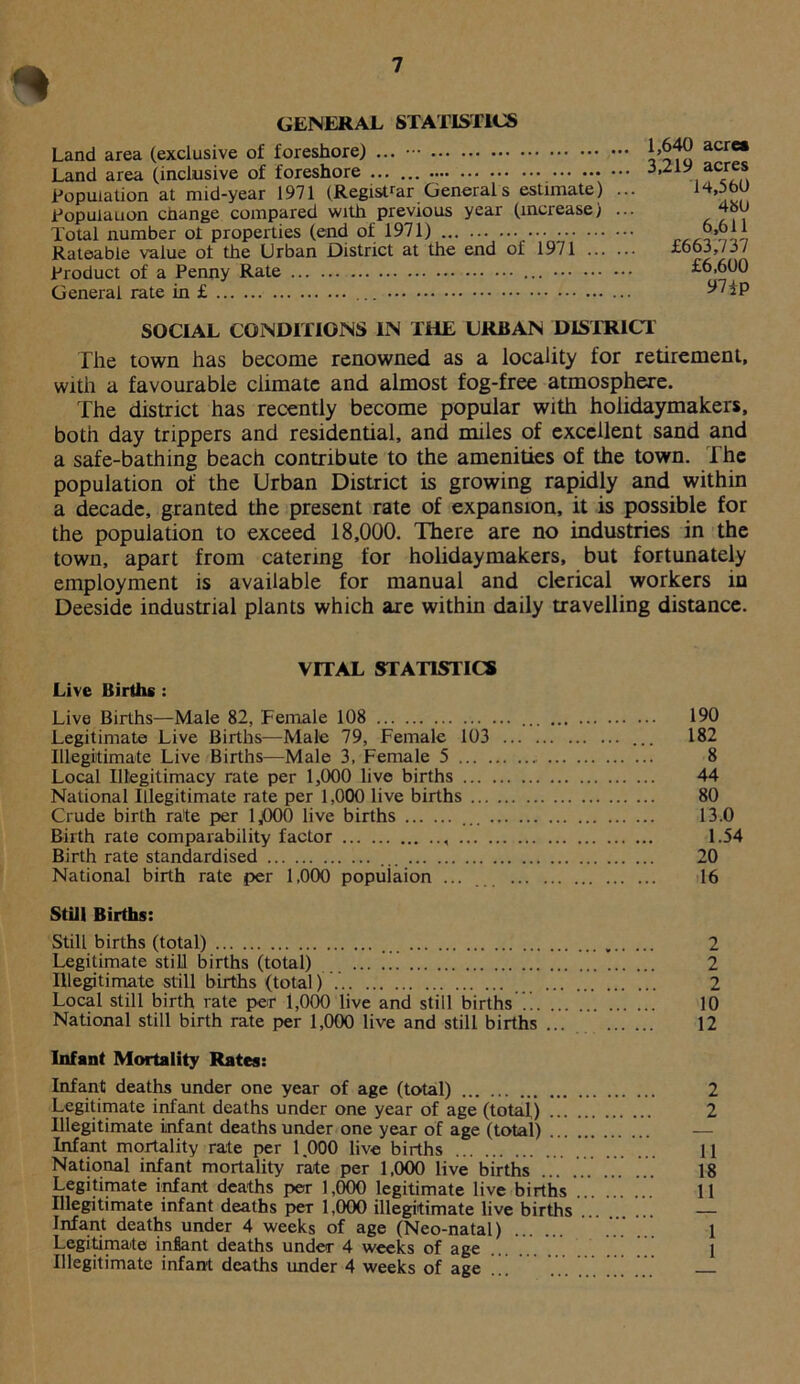 7
GENERAL STATISTICS
Land area (exclusive of foreshore) ... 1,640 acres
Land area (inclusive of foreshore ... 3,219 acres
Population at mid-year 1971 (Registrar Generals estimate) ... 14,560
Population change compared with previous year (increase) ... 480
Total number of properties (end of 1971) ... 6,611
Rateable value of the Urban District at the end of 1971 ... £663,737
Product of a Penny Rate ... £6,600
General rate in £ ... 97½p
SOCIAL CONDITIONS IN THE URBAN DISTRICT
The town has become renowned as a locality for retirement,
with a favourable climate and almost fog-free atmosphere.
The district has recently become popular with holidaymakers,
both day trippers and residential, and miles of excellent sand and
a safe-bathing beach contribute to the amenities of the town. The
population of the Urban District is growing rapidly and within
a decade, granted the present rate of expansion, it is possible for
the population to exceed 18,000. There are no industries in the
town, apart from catering for holidaymakers, but fortunately
employment is available for manual and clerical workers in
Deeside industrial plants which are within daily travelling distance.
VITAL STATISTICS
Live Births :
Live Births—Male 82, Female 108 ... 190
Legitimate Live Births—Male 79, Female 103 ... 182
Illegitimate Live Births—Male 3, Female 5 ... 8
Local Illegitimacy rate per 1,000 live births ... 44
National Illegitimate rate per 1,000 live births ... 80
Crude birth rate per 1,000 live births ... 13.0
Birth rate comparability factor ... 1.54
Birth rate standardised ... 20
National birth rate per 1,000 populaion ... 16
Still Births:
Still births (total) ... 2
Legitimate still births (total) ... 2
Illegitimate still births (total) ... 2
Local still birth rate per 1,000 live and still births ... 10
National still birth rate per 1,000 live and still births ... 12
Infant Mortality Rates:
Infant deaths under one year of age (total) ... 2
Legitimate infant deaths under one year of age (total) ... 2
Illegitimate infant deaths under one year of age (total) ... —
Infant mortality rate per 1.000 live births ... 11
National infant mortality rate per 1,000 live births ... 18
Legitimate infant deaths per 1,000 legitimate live births ... 11
Illegitimate infant deaths per 1,000 illegitimate live births ... —
Infant deaths under 4 weeks of age (Neo-natal) ... 1
Legitimate infant deaths under 4 weeks of age ... 1
Illegitimate infant deaths under 4 weeks of age ... —